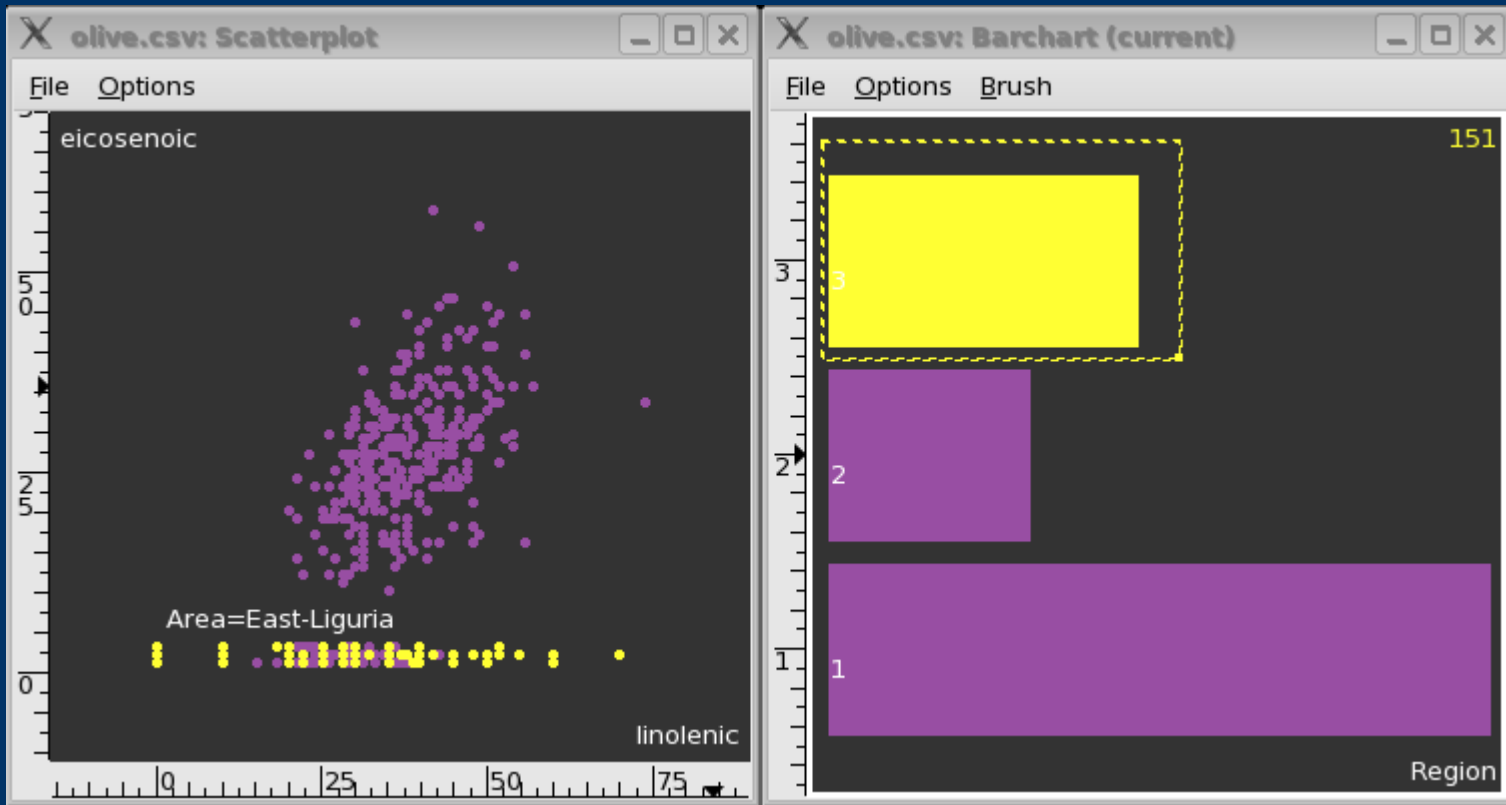 olive.csv: Scatterplot
File Options
eicosenoic
50
25
0
Area=East-Liguria
linolenic
0 25 50 75
olive.csv: Barchart (current)
File Options Brush
151
3
3
2
2
1
1
Region